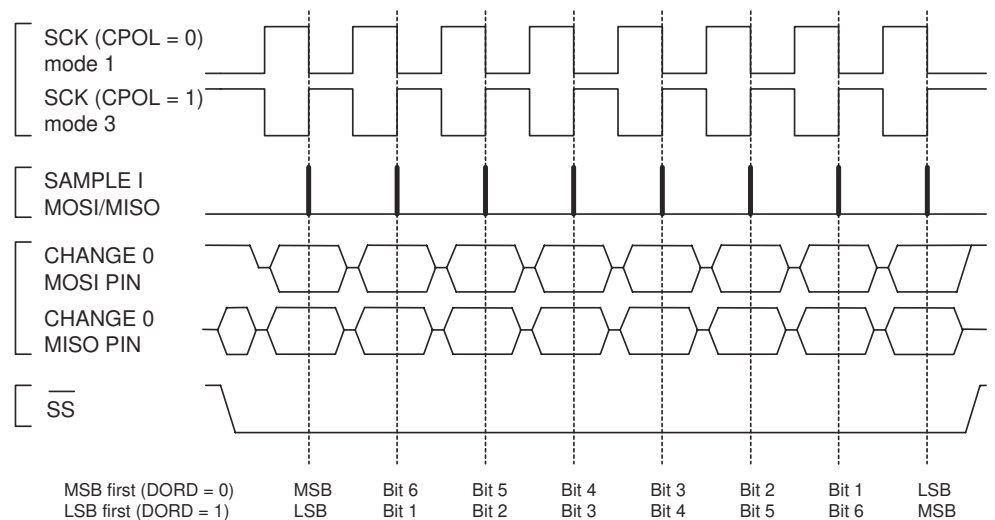 SCK (CPOL = 0)
mode 1
SCK (CPOL = 1)
mode 3
SAMPLE I
MOSI/MISO
CHANGE 0
MOSI PIN
CHANGE 0
MISO PIN
SS
MSB first (DORD = 0) MSB Bit 6 Bit 5 Bit 4 Bit 3 Bit 2 Bit 1 LSB
LSB first (DORD = 1) LSB Bit 1 Bit 2 Bit 3 Bit 4 Bit 5 Bit 6 MSB